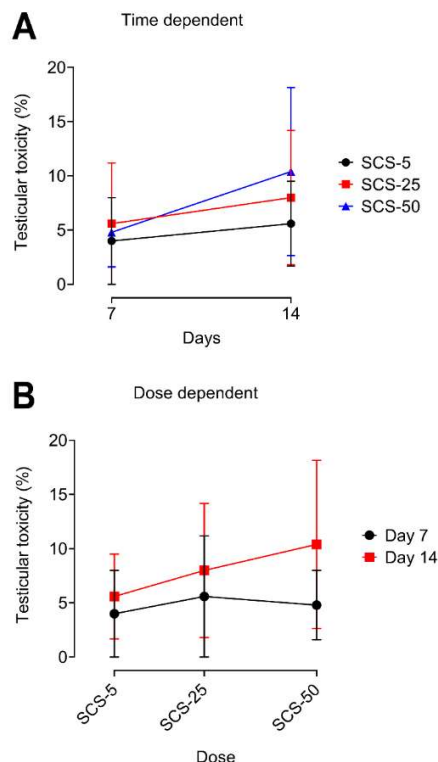 A
Time dependent
Testicular toxicity (%)
20
15
10
5
0
7
14
Days
SCS-5
SCS-25
SCS-50
B
Dose dependent
Testicular toxicity (%)
20
15
10
5
0
SCS-5
SCS-25
SCS-50
Dose
Day 7
Day 14